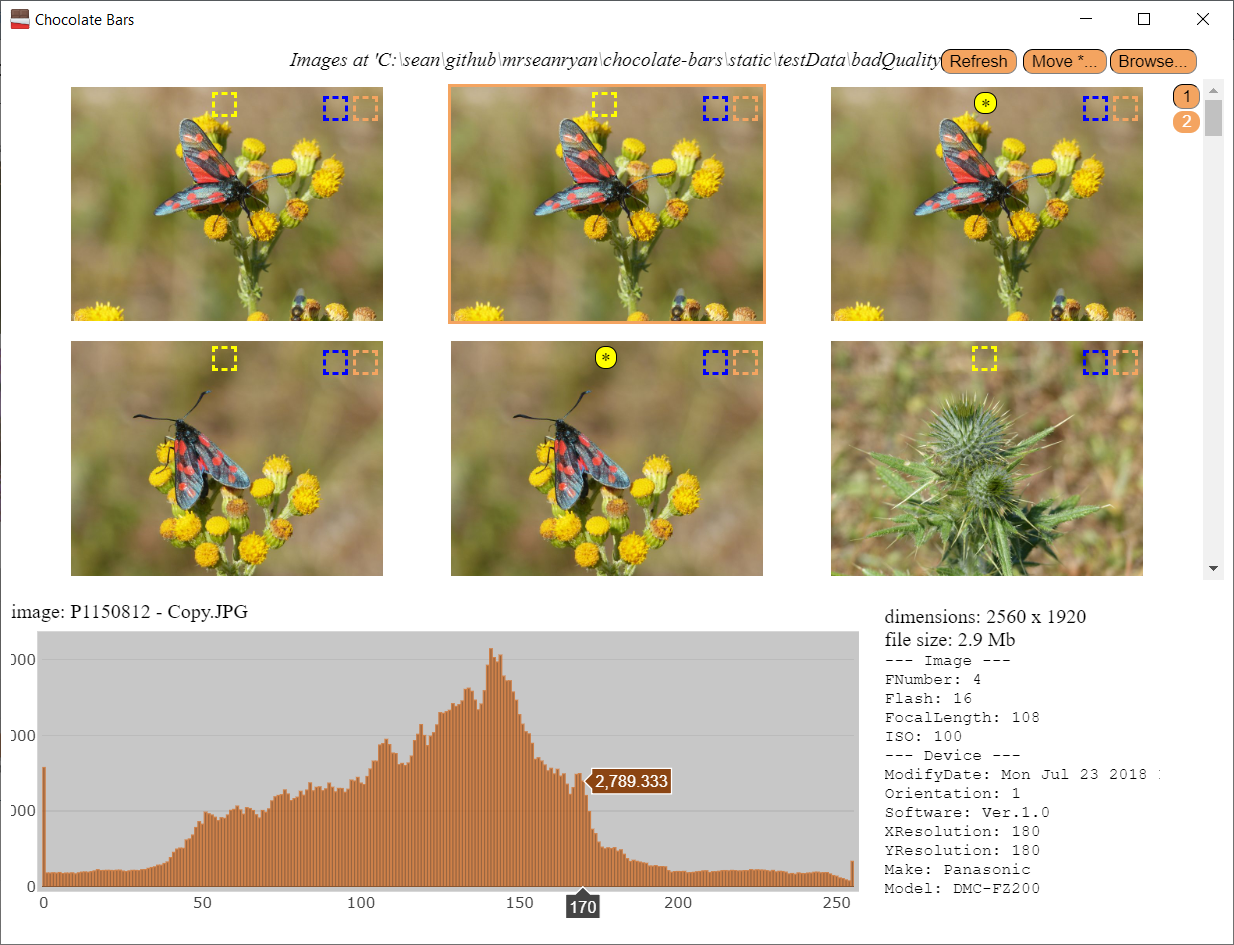 Chocolate Bars
Images at 'C:\sean\github\mrseanryan\chocolate-bars\static\testData\badQuality
Refresh Move *... Browse...
1
2
*
*
image: P1150812 - Copy.JPG
000
000
000
0
0 50 100 150 170 200 250
2,789.333
dimensions: 2560 x 1920
file size: 2.9 Mb
--- Image ---
FNumber: 4
Flash: 16
FocalLength: 108
ISO: 100
--- Device ---
ModifyDate: Mon Jul 23 2018
Orientation: 1
Software: Ver.1.0
XResolution: 180
YResolution: 180
Make: Panasonic
Model: DMC-FZ200